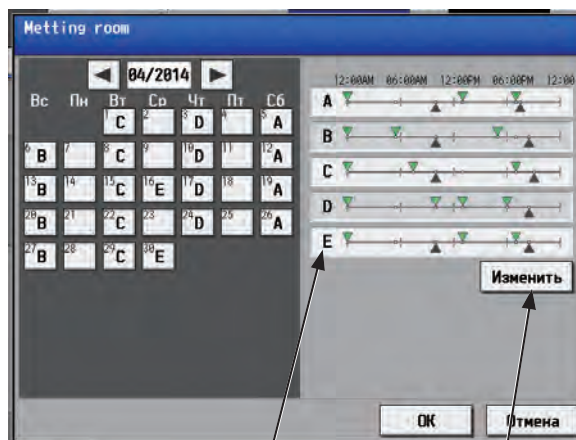 Metting room
04/2014
Вс Пн Вт Ср Чт Пт Сб
1 C 2 3 D 4 5 A
6 B 7 8 C 9 10 D 11 12 A
13 B 14 15 C 16 E 17 D 18 19 A
20 B 21 22 C 23 24 D 25 26 A
27 B 28 29 C 30 E
12:00AM 06:00AM 12:00PM 06:00PM 12:00
A
B
C
D
E
Изменить
OK Отмена